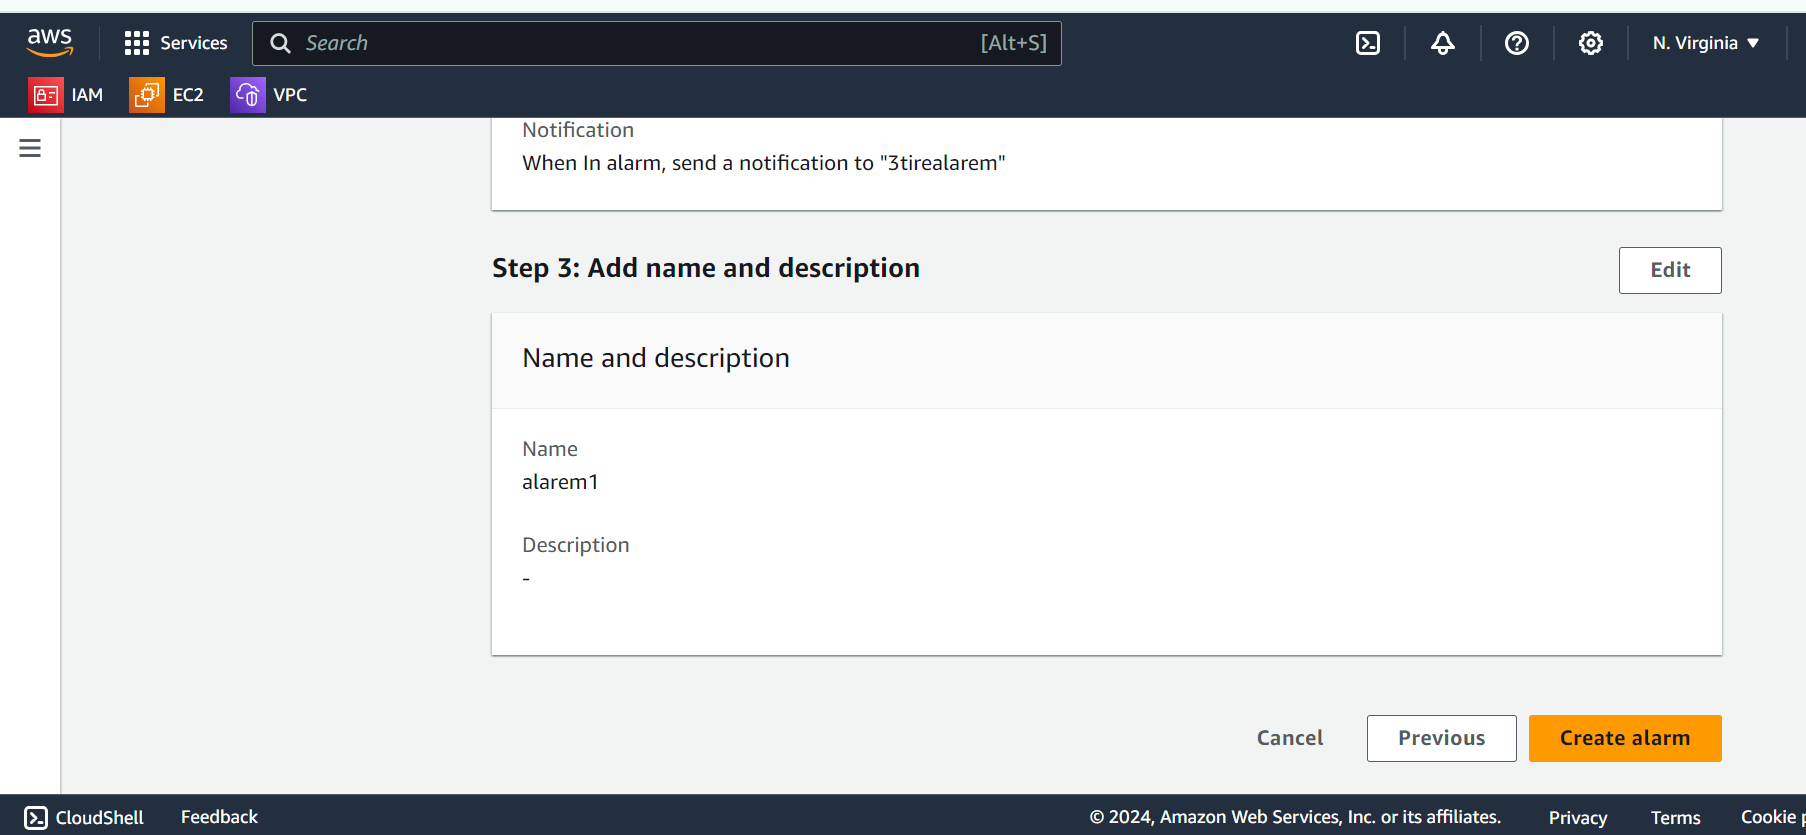 aws
Services
Search [Alt+S]
N. Virginia
IAM EC2 VPC
Notification
When In alarm, send a notification to "3tirealarem"
Step 3: Add name and description
Edit
Name and description
Name
alarem1
Description
-
Cancel Previous Create alarm
CloudShell Feedback © 2024, Amazon Web Services, Inc. or its affiliates. Privacy Terms Cookie p